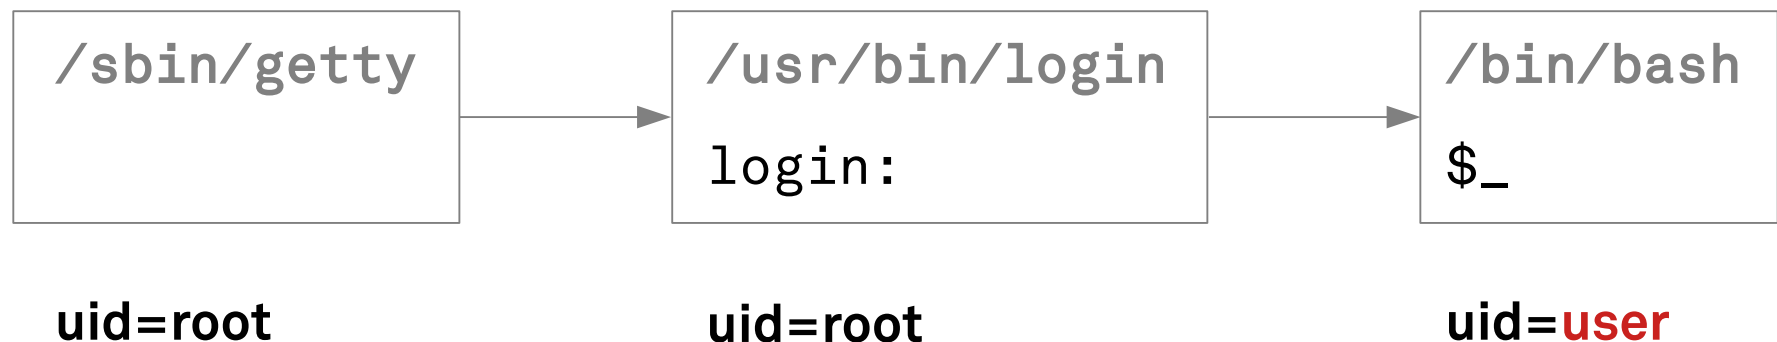 /sbin/getty
/usr/bin/login
login:
/bin/bash
$_
uid=root
uid=root
uid=user